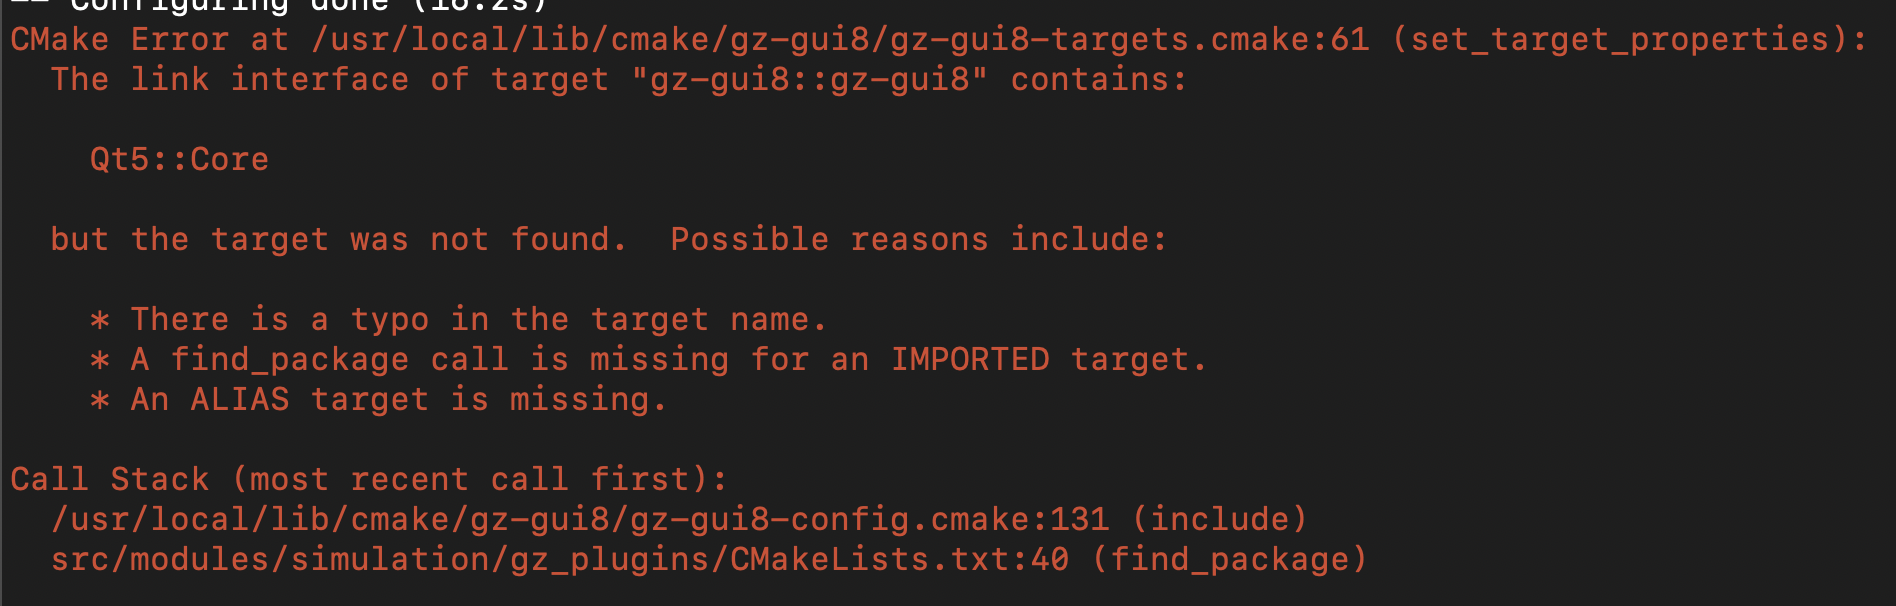 -- Configuring done (18.2s)
CMake Error at /usr/local/lib/cmake/gz-gui8/gz-gui8-targets.cmake:61 (set_target_properties):
The link interface of target "gz-gui8::gz-gui8" contains:
Qt5::Core
but the target was not found.  Possible reasons include:
* There is a typo in the target name.
* A find_package call is missing for an IMPORTED target.
* An ALIAS target is missing.
Call Stack (most recent call first):
/usr/local/lib/cmake/gz-gui8/gz-gui8-config.cmake:131 (include)
src/modules/simulation/gz_plugins/CMakeLists.txt:40 (find_package)